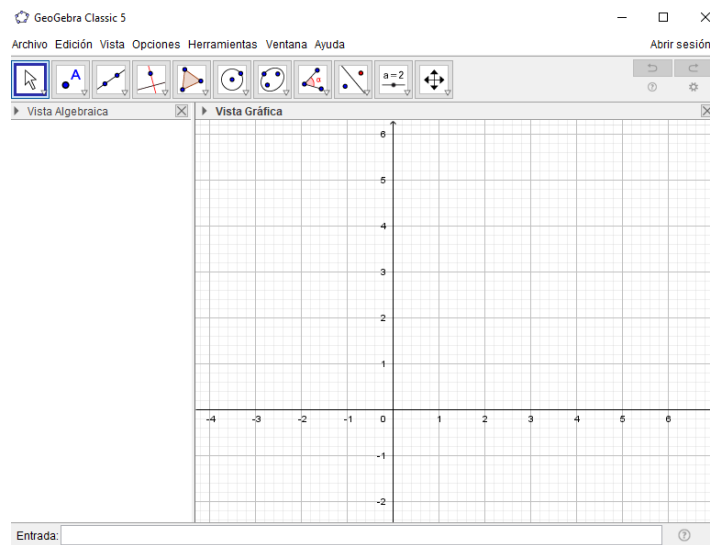 GeoGebra Classic 5
Archivo Edición Vista Opciones Herramientas Ventana Ayuda
Abrir sesión
A
α
a = 2
Vista Algebraica
Vista Gráfica
6
5
4
3
2
1
-4 -3 -2 -1 0 1 2 3 4 5 6
-1
-2
Entrada: